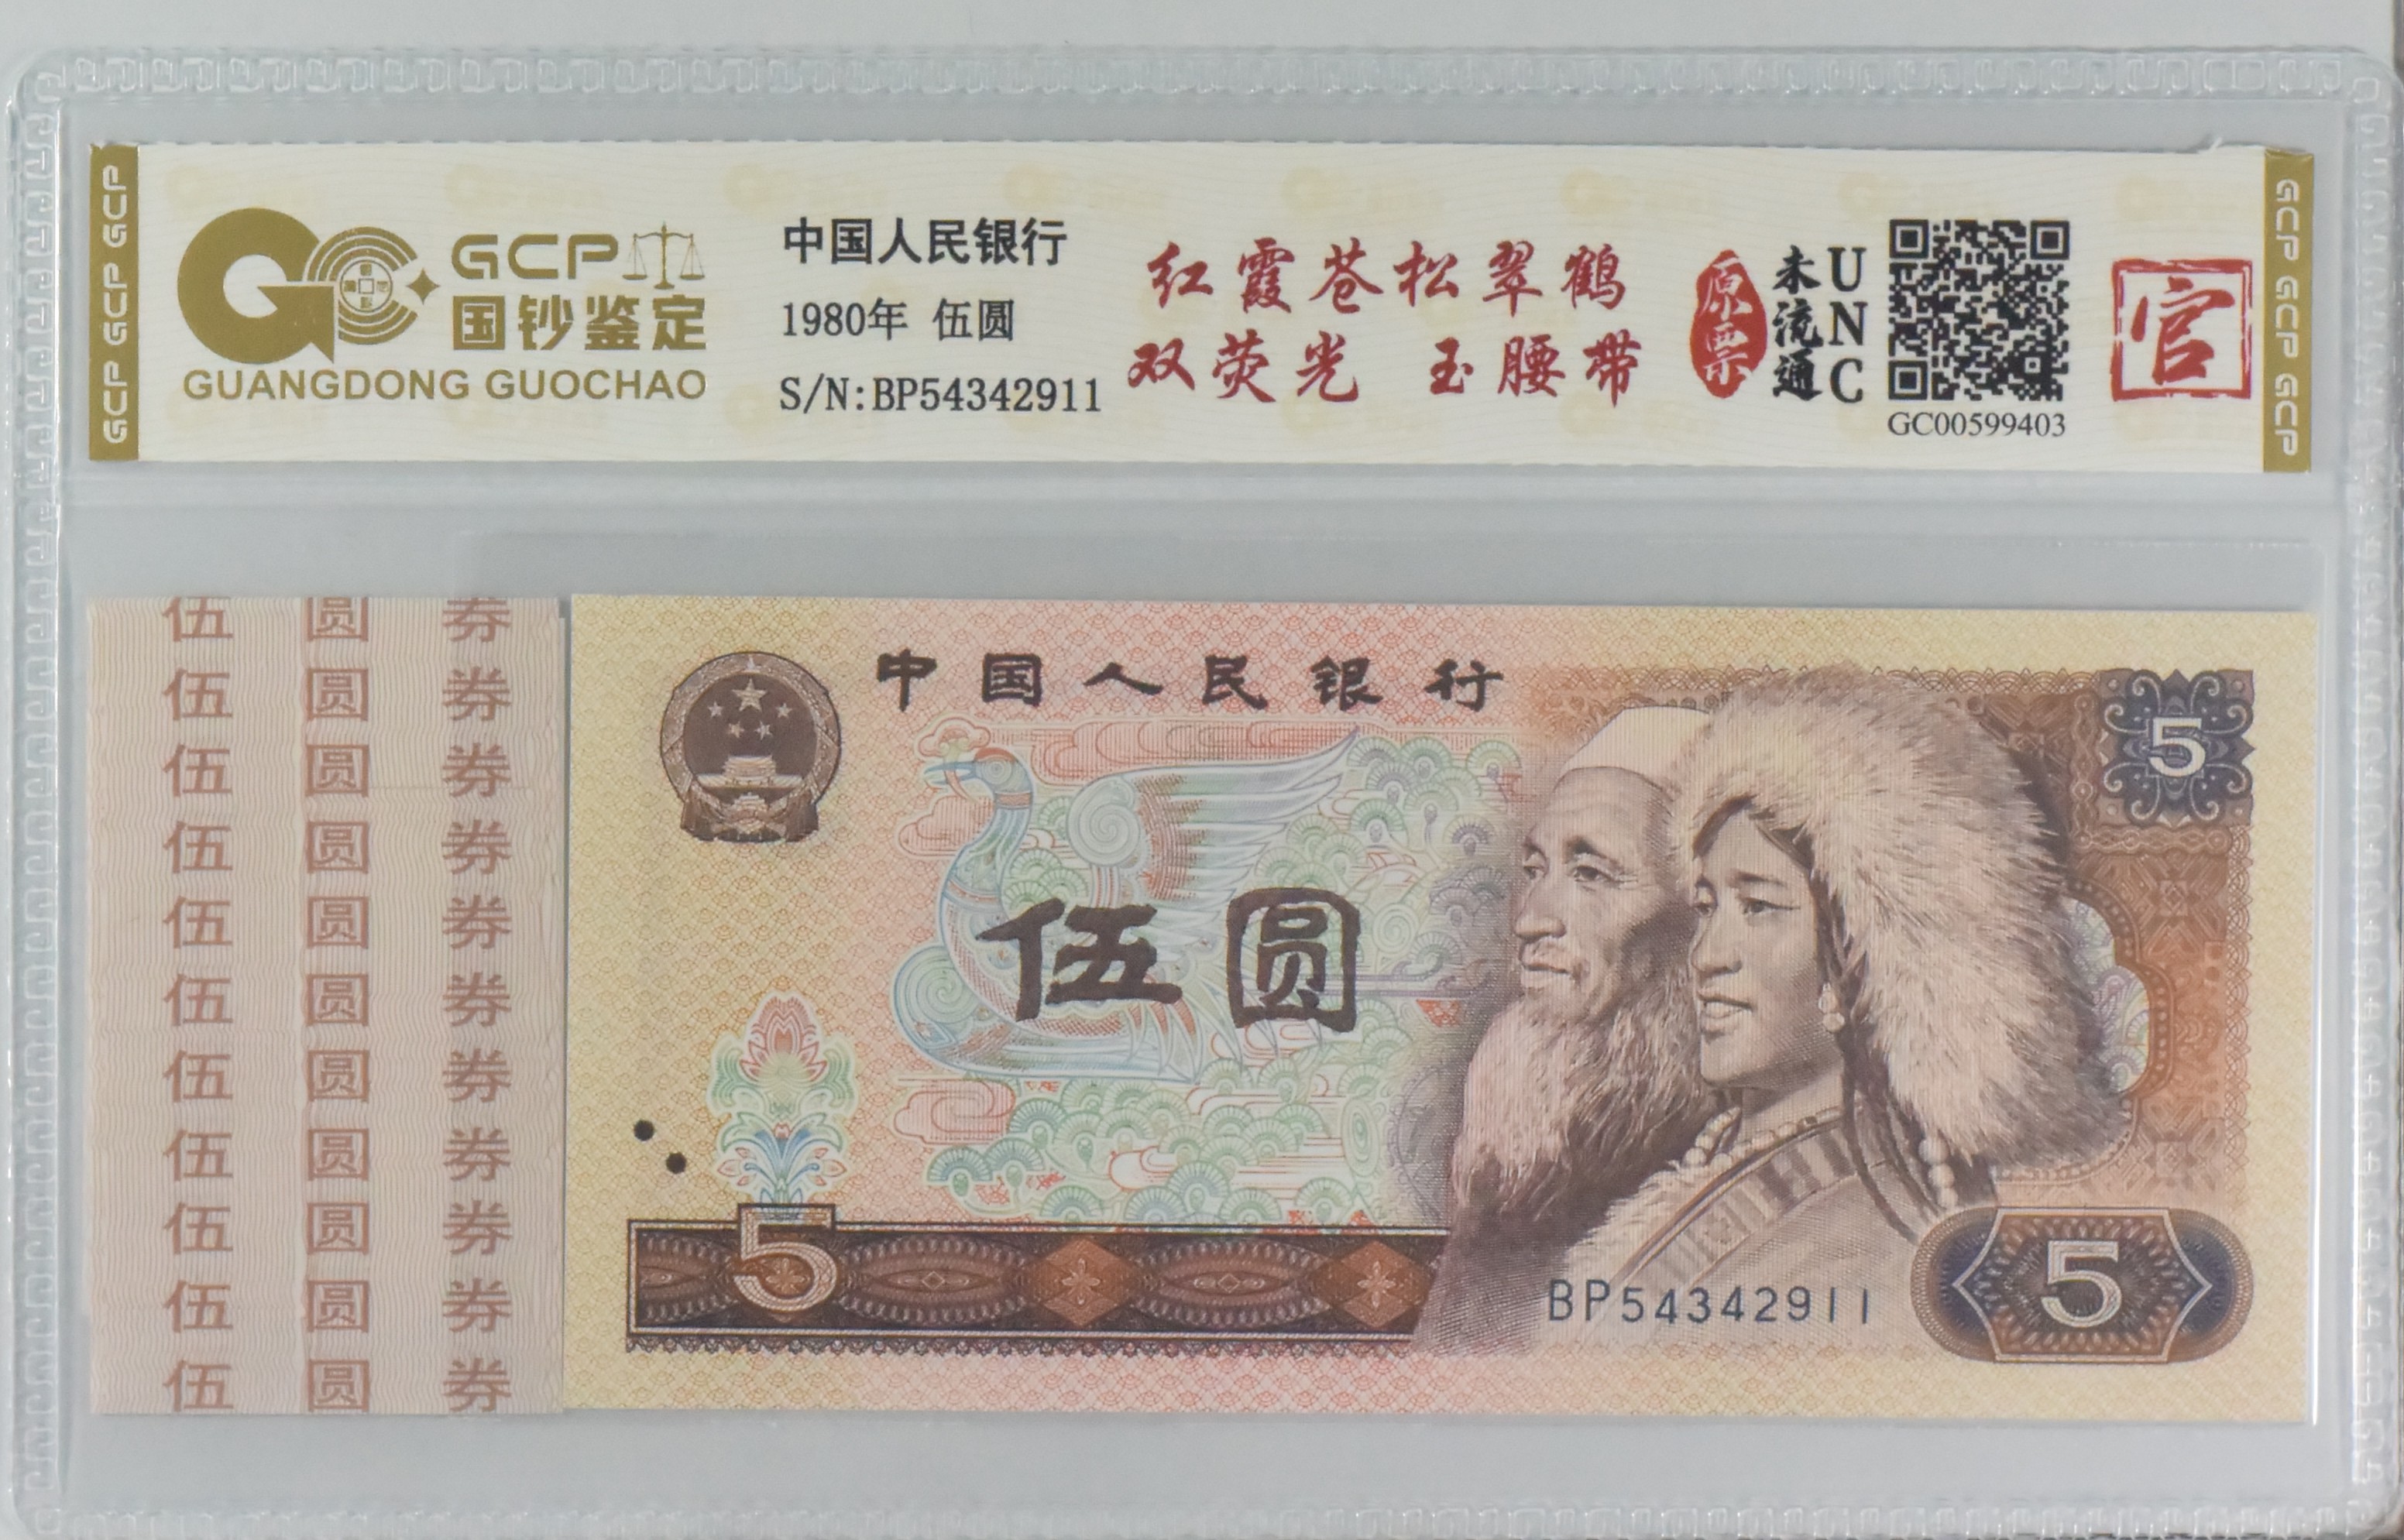 GCP GCP GCP
GCP
国钞鉴定
GUANGDONG GUOCHAO
中国人民银行
1980年 伍圆
S/N:BP54342911
红霞苍松翠鹤
双荧光 玉腰带
原票
未流通
UNC
GC00599403
官
GCP GCP GCP
伍 圆 券
伍 圆 券
伍 圆 券
伍 圆 券
伍 圆 券
伍 圆 券
伍 圆 券
伍 圆 券
伍 圆 券
伍 圆 券
伍 圆 券
中国人民银行
5
伍圆
5
BP54342911
5